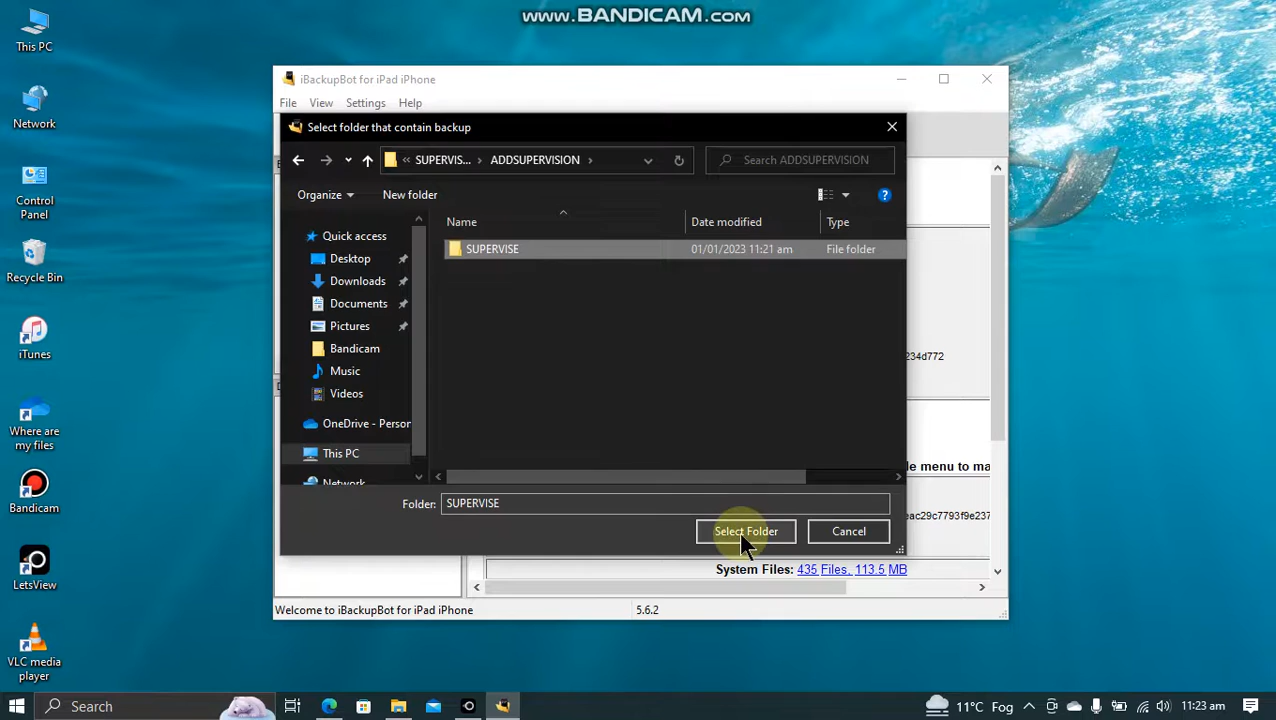 www.BANDICAM.com
This PC
Network
Control
Panel
Recycle Bin
iTunes
Where are
my files
Bandicam
LetsView
VLC media
player
iBackupBot for iPad iPhone
File View Settings Help
Select folder that contain backup
« SUPERVIS... › ADDSUPERVISION ›
Search ADDSUPERVISION
Organize
New folder
Name
Date modified
Type
SUPERVISE
01/01/2023 11:21 am
File folder
Quick access
Desktop
Downloads
Documents
Pictures
Bandicam
Music
Videos
OneDrive - Person
This PC
Network
Folder: SUPERVISE
Select Folder
Cancel
234d772
le menu to ma
eac29c7793f9e237
System Files: 435 Files, 113.5 MB
Welcome to iBackupBot for iPad iPhone
5.6.2
Search
11°C Fog
11:23 am